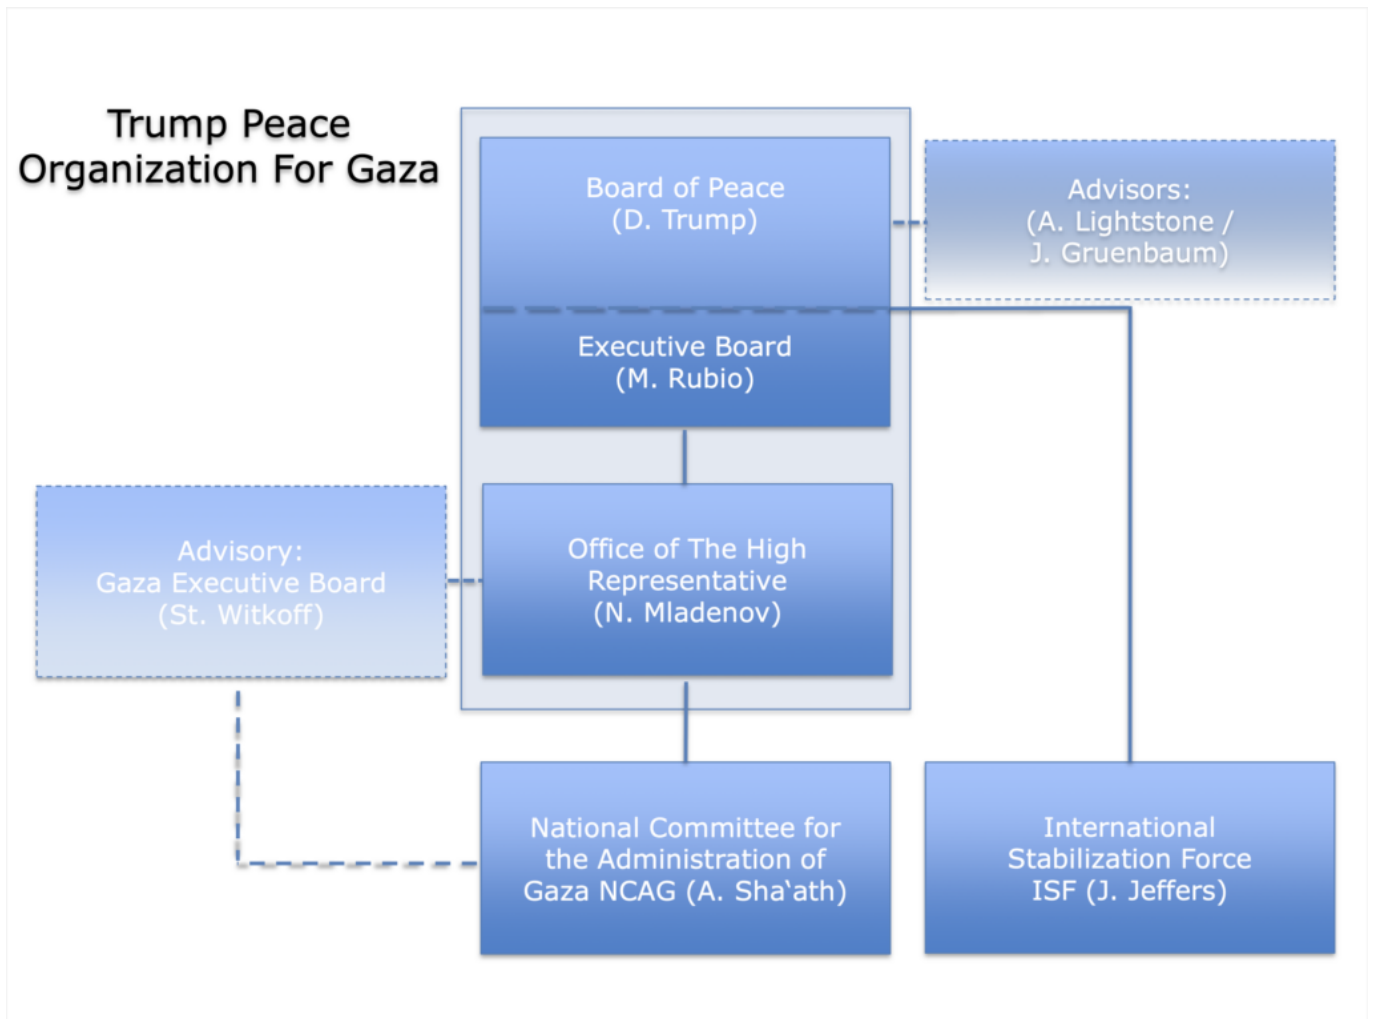 Trump Peace
Organization For Gaza
Board of Peace
(D. Trump)
Advisors:
(A. Lightstone /
J. Gruenbaum)
Executive Board
(M. Rubio)
Advisory:
Gaza Executive Board
(St. Witkoff)
Office of The High
Representative
(N. Mladenov)
National Committee for
the Administration of
Gaza NCAG (A. Sha‘ath)
International
Stabilization Force
ISF (J. Jeffers)